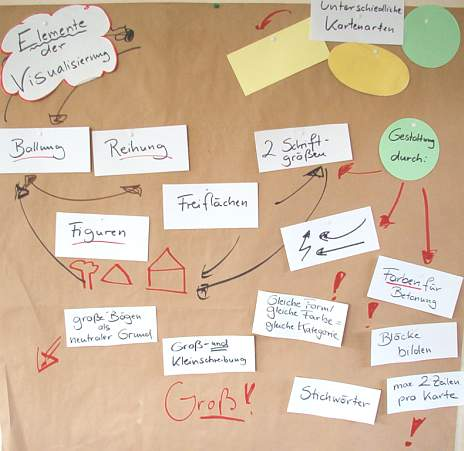 Elemente
der
Visualisierung
Unterschiedliche
Kartenarten
Ballung
Reihung
2 Schrift-
größen
Gestaltung
durch:
Freiflächen
Figuren
Farben für
Betonung
große Bögen
als
neutraler Grund
Gleiche Form/
gleiche Farbe =
gleiche Kategorie
Groß- und
Kleinschreibung
Blöcke
bilden
Groß!
Stichwörter
max 2 Zeilen
pro Karte